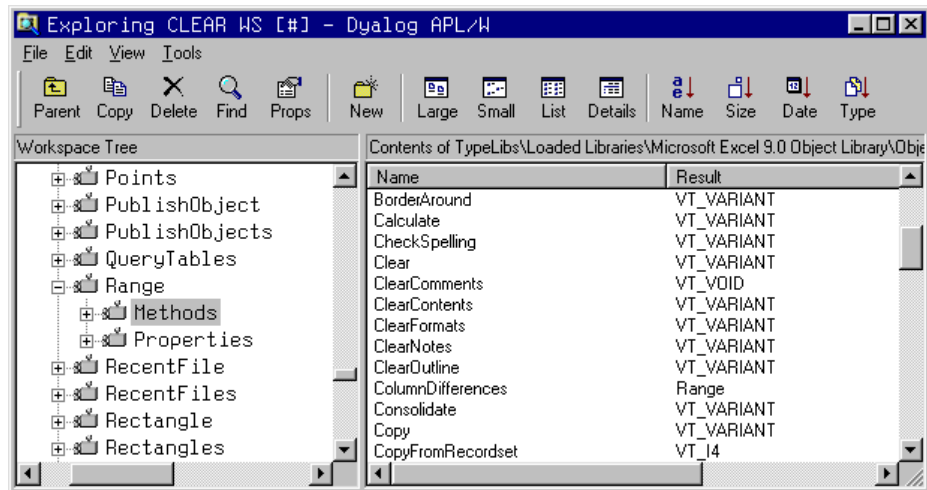 Exploring CLEAR WS [#] - Dyalog APL/W
File Edit View Tools
Parent Copy Delete Find Props New Large Small List Details Name Size Date Type
Workspace Tree
Contents of TypeLibs\Loaded Libraries\Microsoft Excel 9.0 Object Library\Obje
Points
PublishObject
PublishObjects
QueryTables
Range
Methods
Properties
RecentFile
RecentFiles
Rectangle
Rectangles
Name Result
BorderAround VT_VARIANT
Calculate VT_VARIANT
CheckSpelling VT_VARIANT
Clear VT_VARIANT
ClearComments VT_VOID
ClearContents VT_VARIANT
ClearFormats VT_VARIANT
ClearNotes VT_VARIANT
ClearOutline VT_VARIANT
ColumnDifferences Range
Consolidate VT_VARIANT
Copy VT_VARIANT
CopyFromRecordset VT_I4